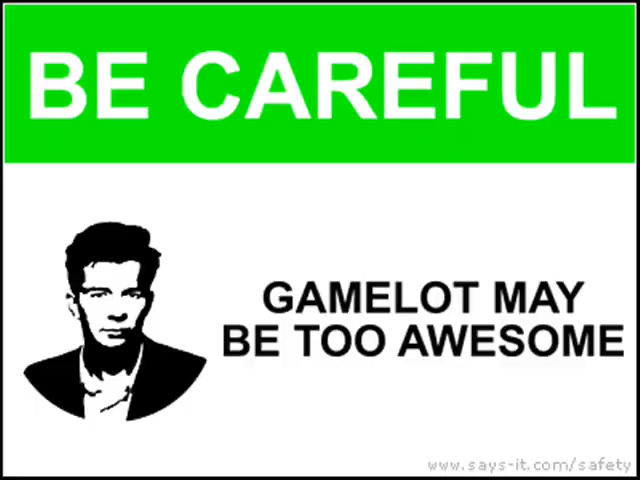 BE CAREFUL
GAMELOT MAY
BE TOO AWESOME
www.says-it.com/safety